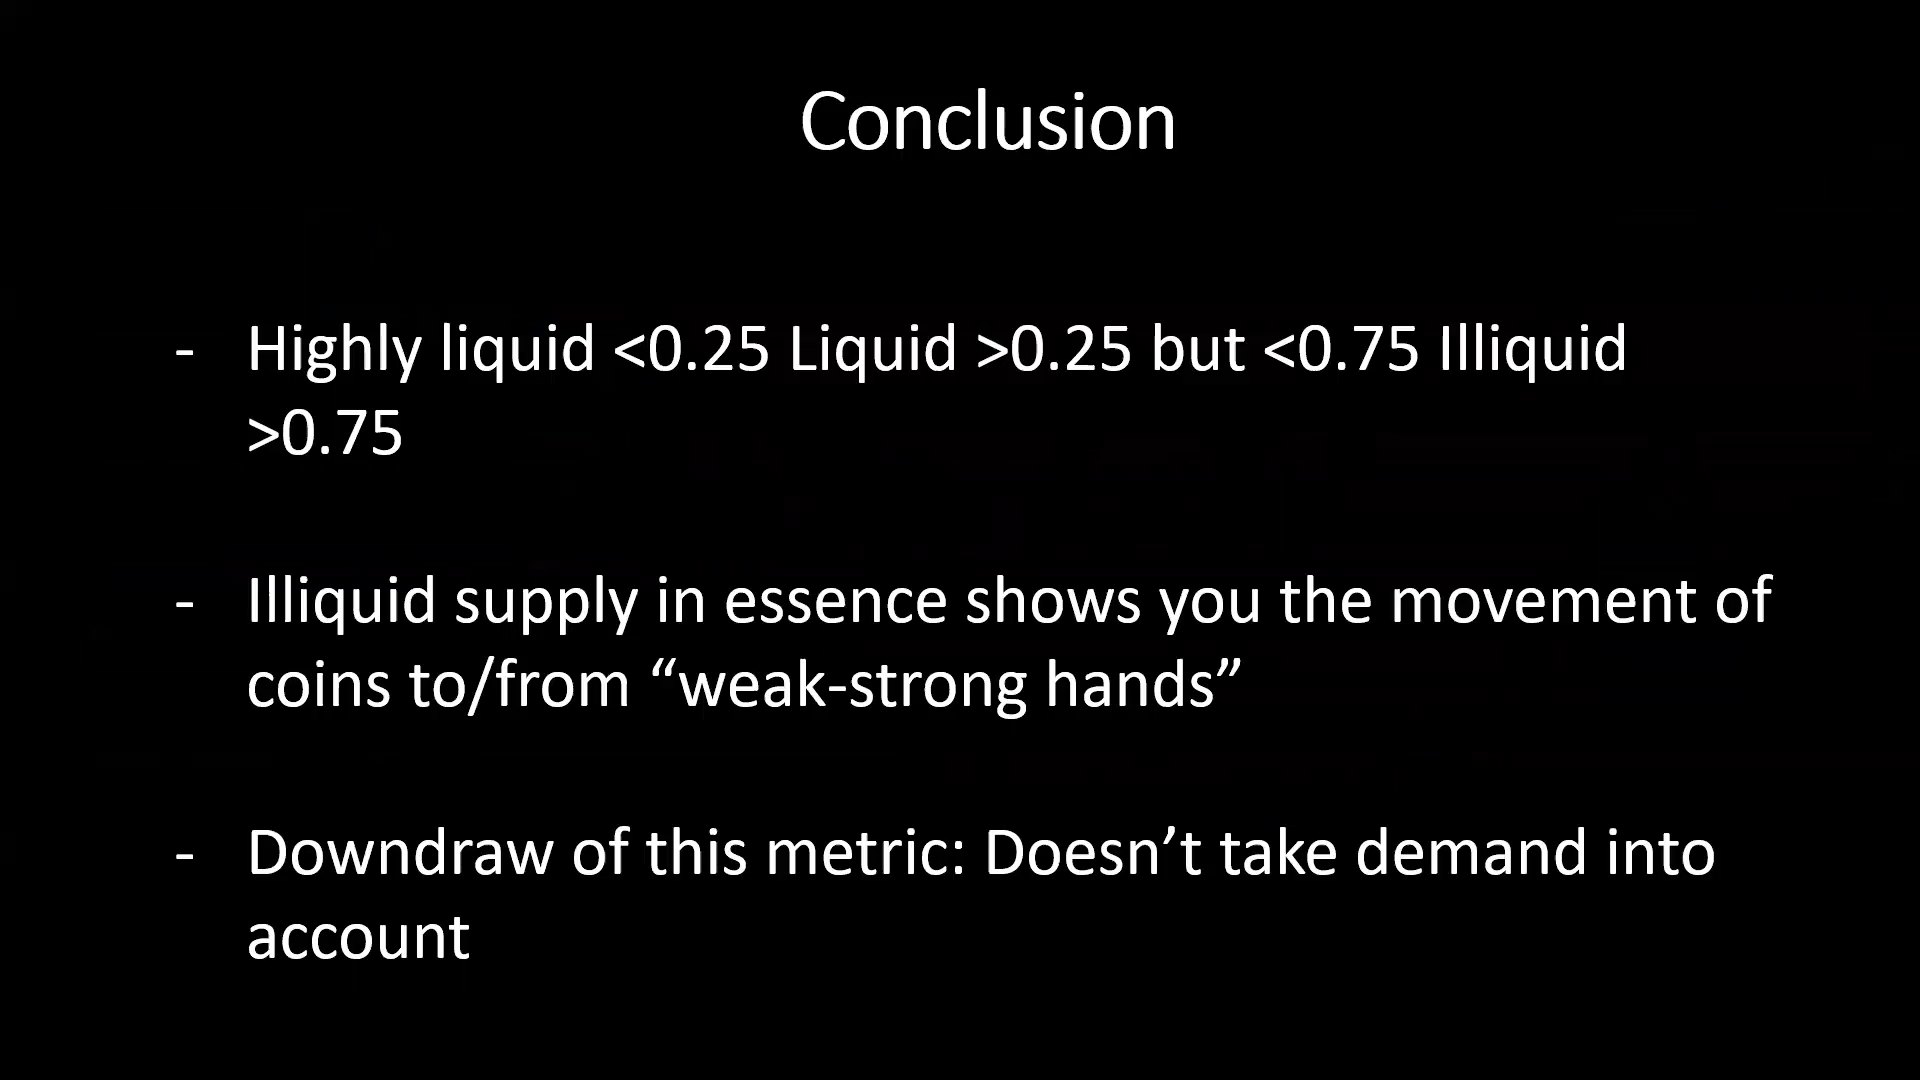 Conclusion
- Highly liquid <0.25 Liquid >0.25 but <0.75 Illiquid
>0.75
- Illiquid supply in essence shows you the movement of
coins to/from “weak-strong hands”
- Downdraw of this metric: Doesn’t take demand into
account